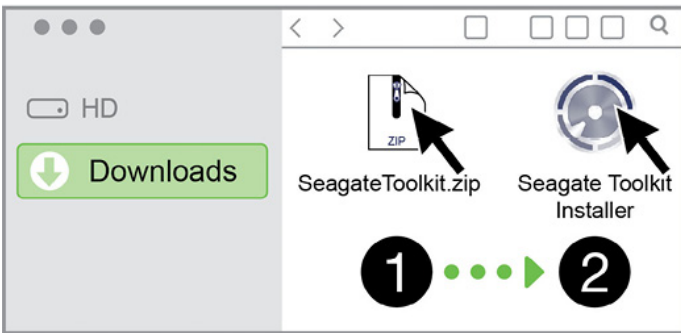 HD
Downloads
ZIP
SeagateToolkit.zip
Seagate Toolkit
Installer
1
2